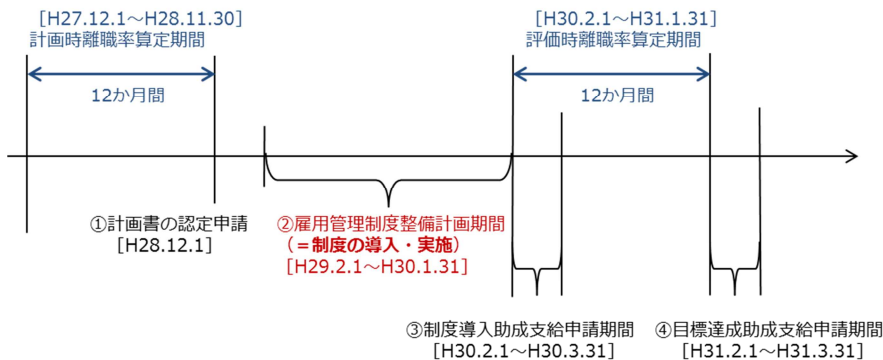 [H27.12.1～H28.11.30]
計画時離職率算定期間
12か月間
[H30.2.1～H31.1.31]
評価時離職率算定期間
12か月間
①計画書の認定申請
[H28.12.1]
②雇用管理制度整備計画期間
（＝制度の導入・実施）
[H29.2.1～H30.1.31]
③制度導入助成支給申請期間
[H30.2.1～H30.3.31]
④目標達成助成支給申請期間
[H31.2.1～H31.3.31]